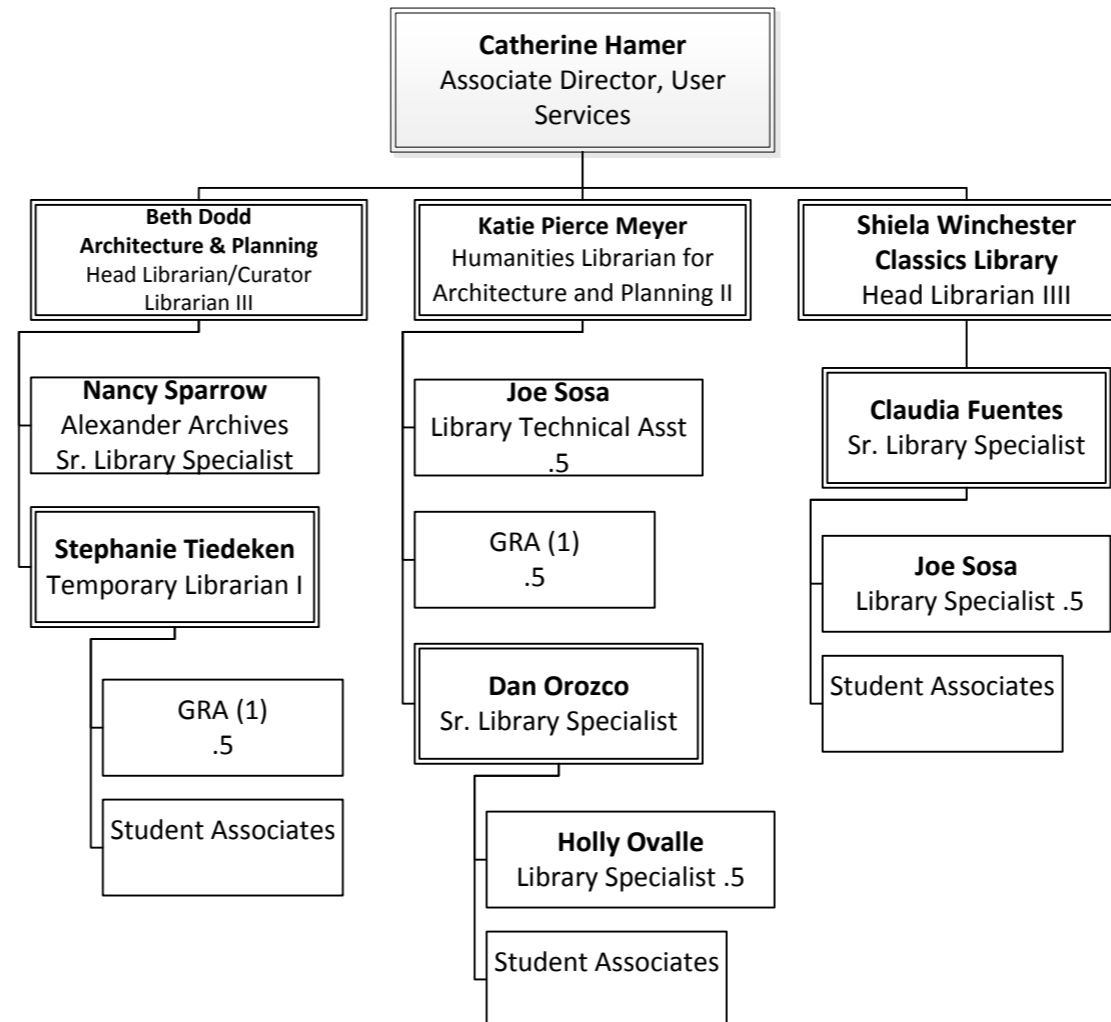 Catherine Hamer
Associate Director, User
Services
Beth Dodd
Architecture & Planning
Head Librarian/Curator
Librarian III
Nancy Sparrow
Alexander Archives
Sr. Library Specialist
Stephanie Tiedeken
Temporary Librarian I
GRA (1)
.5
Student Associates
Katie Pierce Meyer
Humanities Librarian for
Architecture and Planning II
Joe Sosa
Library Technical Asst
.5
GRA (1)
.5
Dan Orozco
Sr. Library Specialist
Holly Ovalle
Library Specialist .5
Student Associates
Shiela Winchester
Classics Library
Head Librarian IIII
Claudia Fuentes
Sr. Library Specialist
Joe Sosa
Library Specialist .5
Student Associates